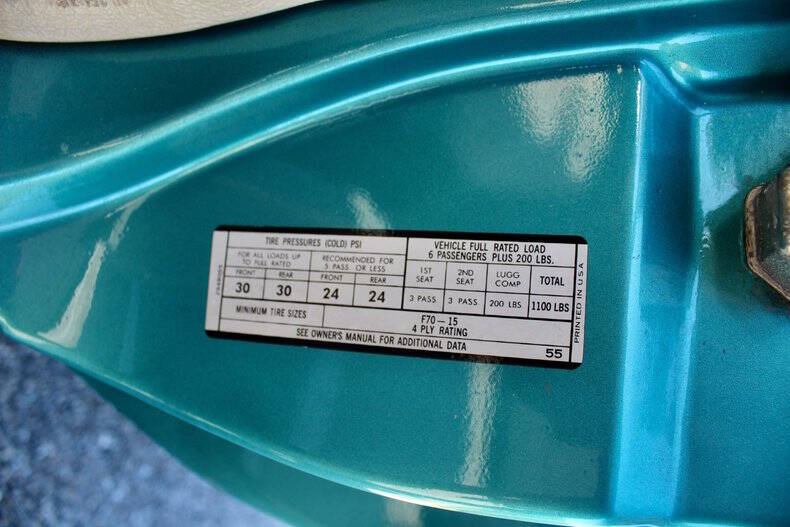 TIRE PRESSURES (COLD) PSI
VEHICLE FULL RATED LOAD
6 PASSENGERS PLUS 200 LBS.
FOR ALL LOADS UP
TO FULL RATED
RECOMMENDED FOR
5 PASS OR LESS
1ST
SEAT
2ND
SEAT
LUGG
COMP
TOTAL
FRONT REAR FRONT REAR
30 30 24 24
3 PASS 3 PASS 200 LBS 1100 LBS
MINIMUM TIRE SIZES
F70-15
4 PLY RATING
SEE OWNER'S MANUAL FOR ADDITIONAL DATA 55
PRINTED IN USA